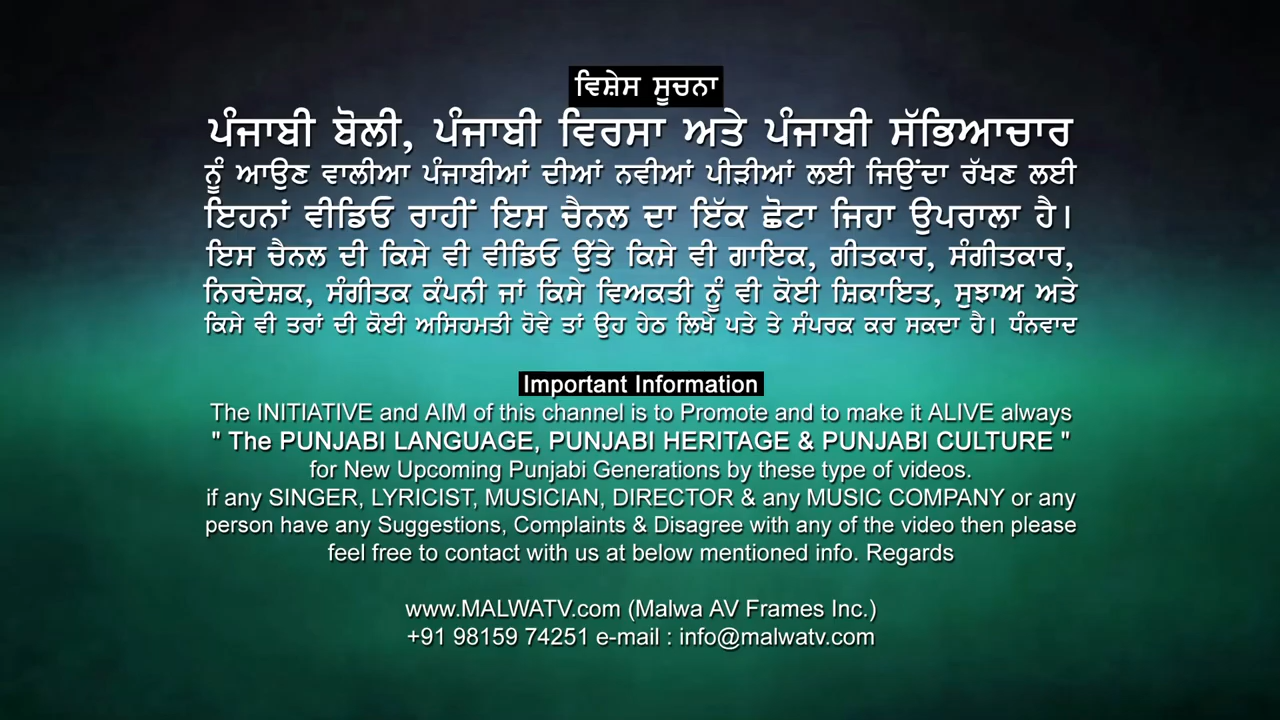 ਵਿਸ਼ੇਸ ਸੂਚਨਾ
ਪੰਜਾਬੀ ਬੋਲੀ, ਪੰਜਾਬੀ ਵਿਰਸਾ ਅਤੇ ਪੰਜਾਬੀ ਸੱਭਿਆਚਾਰ
ਨੂੰ ਆਉਣ ਵਾਲੀਆ ਪੰਜਾਬੀਆਂ ਦੀਆਂ ਨਵੀਆਂ ਪੀੜੀਆਂ ਲਈ ਜਿਉਂਦਾ ਰੱਖਣ ਲਈ
ਇਹਨਾਂ ਵੀਡਿਓ ਰਾਹੀਂ ਇਸ ਚੈਨਲ ਦਾ ਇੱਕ ਛੋਟਾ ਜਿਹਾ ਉਪਰਾਲਾ ਹੈ।
ਇਸ ਚੈਨਲ ਦੀ ਕਿਸੇ ਵੀ ਵੀਡਿਓ ਉੱਤੇ ਕਿਸੇ ਵੀ ਗਾਇਕ, ਗੀਤਕਾਰ, ਸੰਗੀਤਕਾਰ,
ਨਿਰਦੇਸ਼ਕ, ਸੰਗੀਤਕ ਕੰਪਨੀ ਜਾਂ ਕਿਸੇ ਵਿਅਕਤੀ ਨੂੰ ਵੀ ਕੋਈ ਸ਼ਿਕਾਇਤ, ਸੁਝਾਅ ਅਤੇ
ਕਿਸੇ ਵੀ ਤਰਾਂ ਦੀ ਕੋਈ ਅਸਿਹਮਤੀ ਹੋਵੇ ਤਾਂ ਉਹ ਹੇਠ ਲਿਖੇ ਪਤੇ ਤੇ ਸੰਪਰਕ ਕਰ ਸਕਦਾ ਹੈ। ਧੰਨਵਾਦ
Important Information
The INITIATIVE and AIM of this channel is to Promote and to make it ALIVE always
" The PUNJABI LANGUAGE, PUNJABI HERITAGE & PUNJABI CULTURE "
for New Upcoming Punjabi Generations by these type of videos.
if any SINGER, LYRICIST, MUSICIAN, DIRECTOR & any MUSIC COMPANY or any
person have any Suggestions, Complaints & Disagree with any of the video then please
feel free to contact with us at below mentioned info. Regards
www.MALWATV.com (Malwa AV Frames Inc.)
+91 98159 74251 e-mail : info@malwatv.com